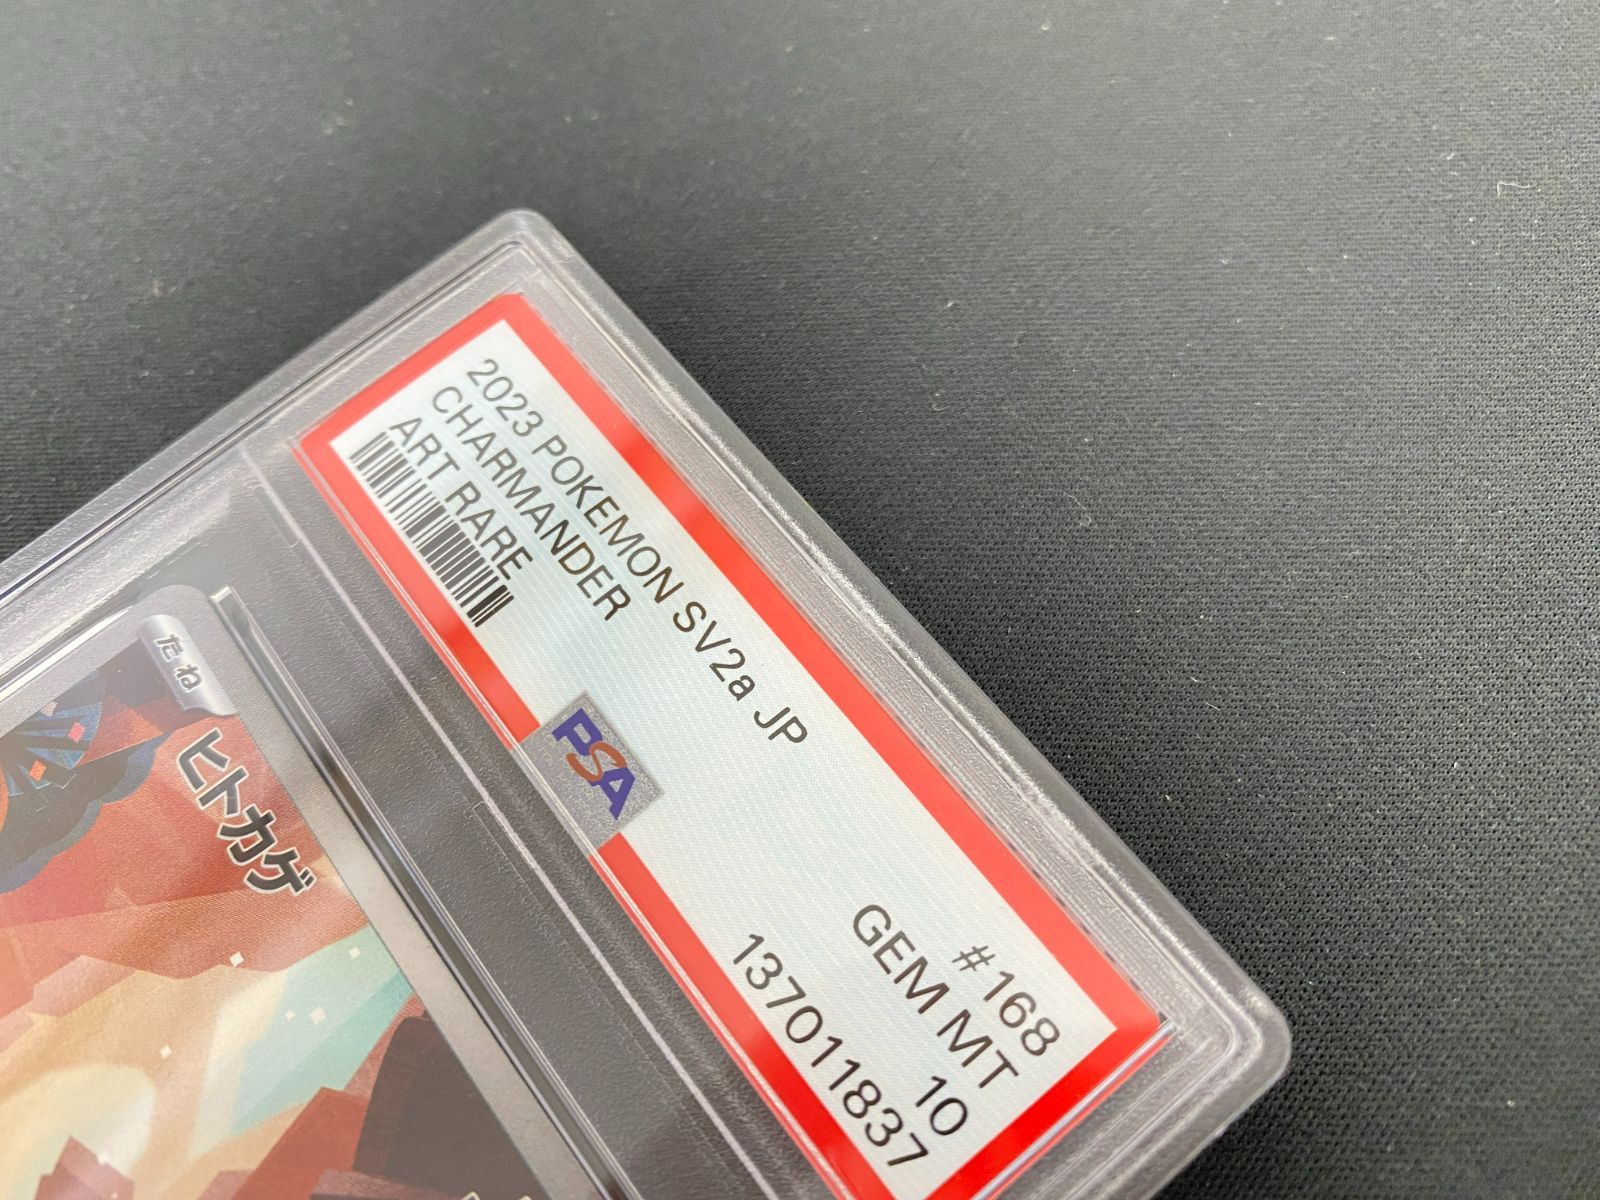 2023 POKEMON SV2a JP
#168
CHARMANDER
GEM MT
ART RARE
10
PSA
137011837
たね
ヒトカゲ